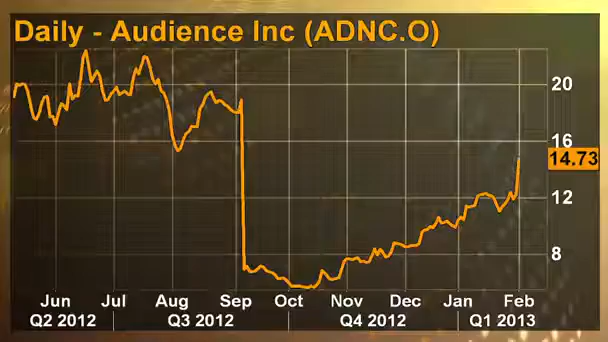 Daily - Audience Inc (ADNC.O)
20
16
14.73
12
8
Jun Jul Aug Sep Oct Nov Dec Jan Feb
Q2 2012 Q3 2012 Q4 2012 Q1 2013